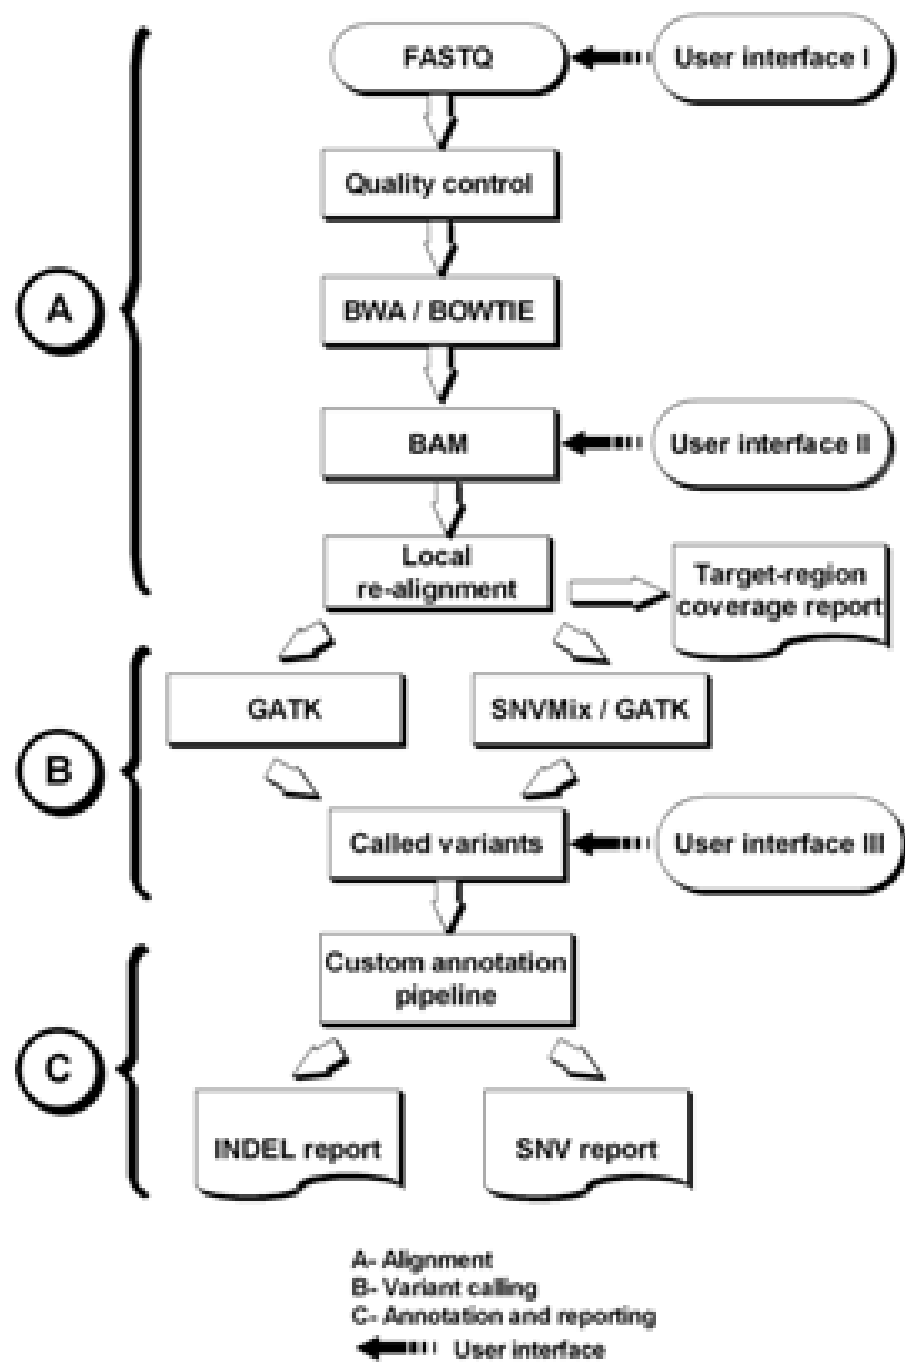 FASTQ
User interface I
Quality control
A
BWA / BOWTIE
BAM
User interface II
Local
re-alignment
Target-region
coverage report
GATK
SNVMix / GATK
B
Called variants
User interface III
Custom annotation
pipeline
C
INDEL report
SNV report
A- Alignment
B- Variant calling
C- Annotation and reporting
User interface